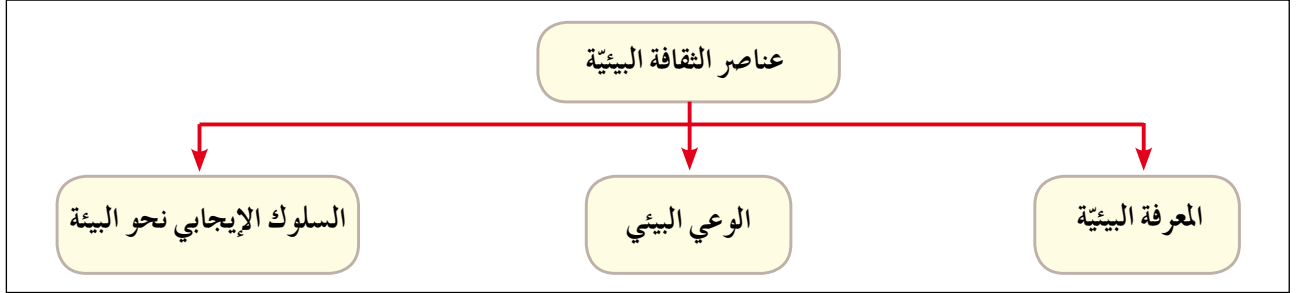 عناصر الثقافة البيئيّة
المعرفة البيئيّة
الوعي البيئي
السلوك الإيجابي نحو البيئة